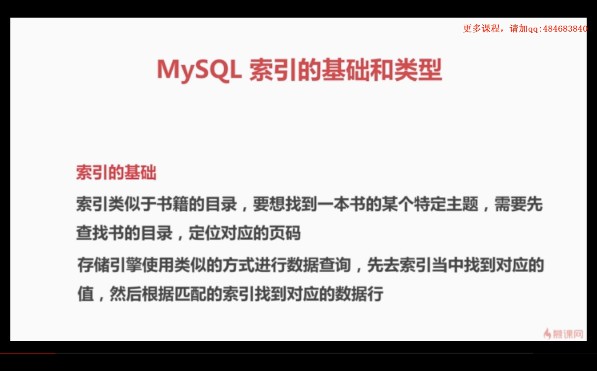 更多课程，请加qq:484683840
MySQL 索引的基础和类型
索引的基础
索引类似于书籍的目录，要想找到一本书的某个特定主题，需要先
查找书的目录，定位对应的页码
存储引擎使用类似的方式进行数据查询，先去索引当中找到对应的
值，然后根据匹配的索引找到对应的数据行
慕课网